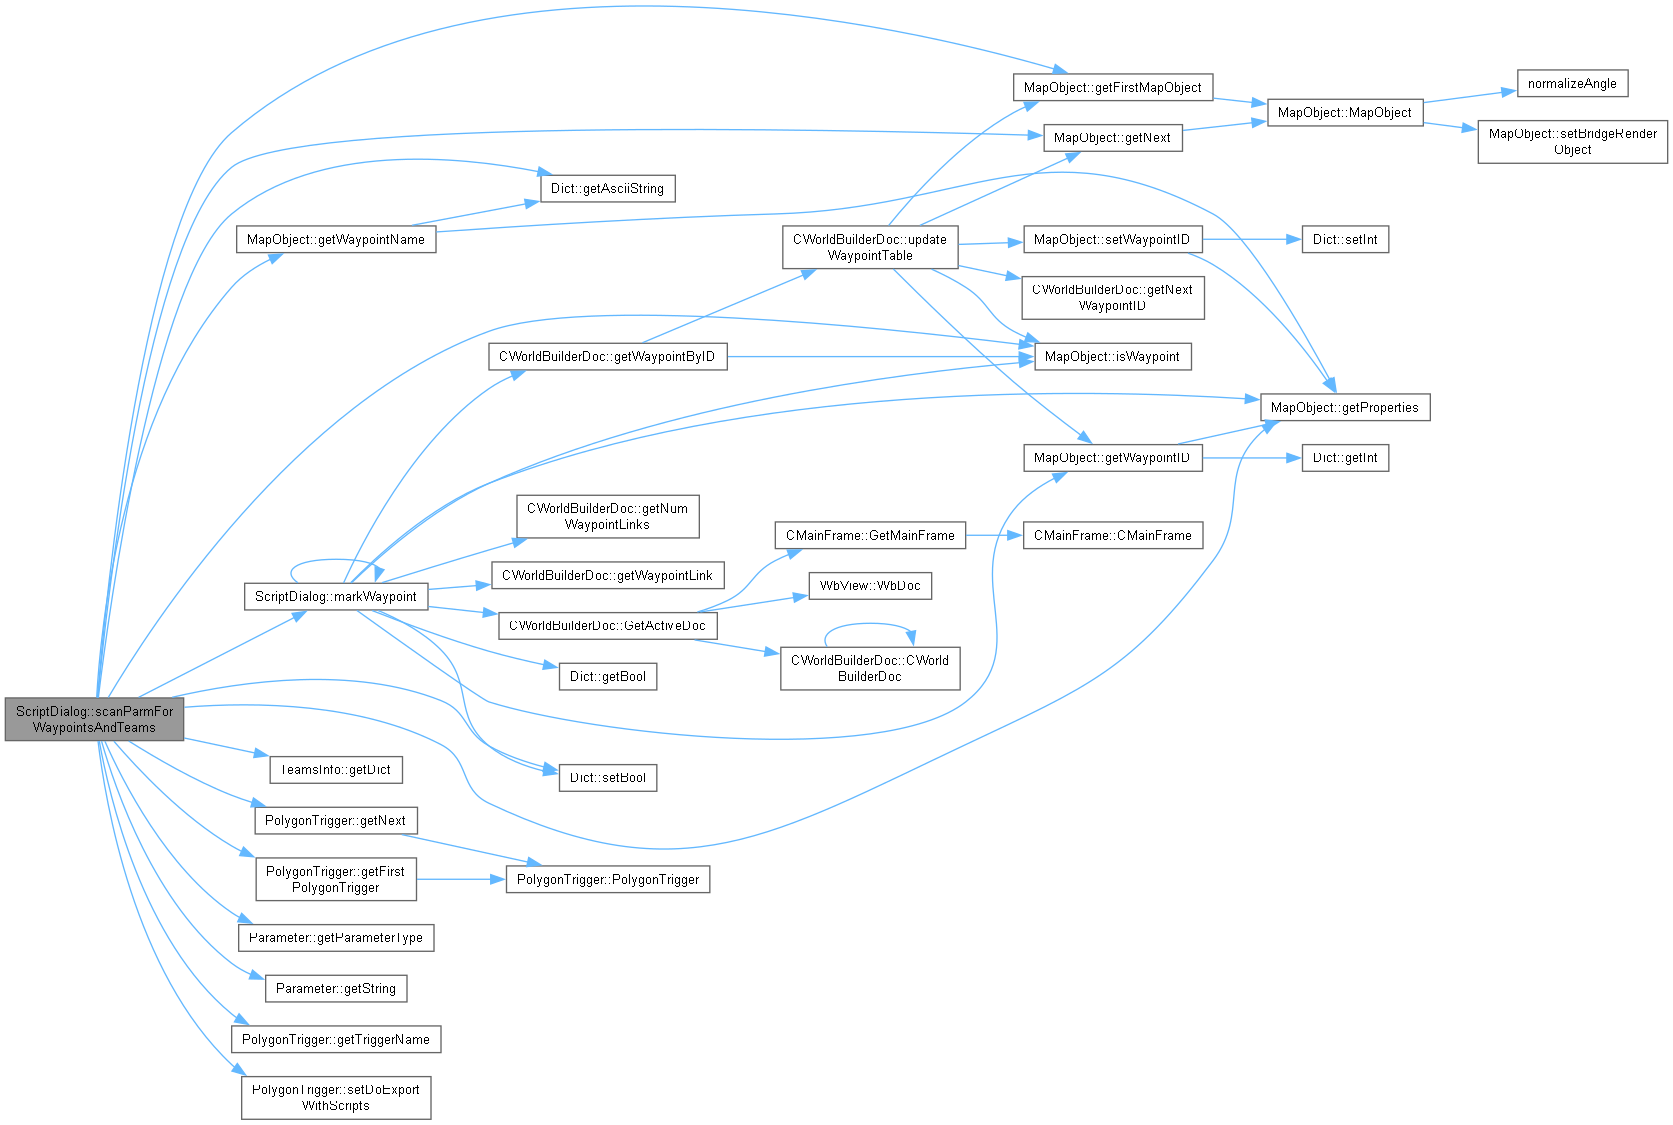 MapObject::getFirstMapObject
normalizeAngle
MapObject::MapObject
MapObject::getNext
MapObject::setBridgeRender
Object
Dict::getAsciiString
MapObject::getWaypointName
CWorldBuilderDoc::update
WaypointTable
MapObject::setWaypointID
Dict::setInt
CWorldBuilderDoc::getNext
WaypointID
CWorldBuilderDoc::getWaypointByID
MapObject::isWaypoint
MapObject::getProperties
MapObject::getWaypointID
Dict::getInt
CWorldBuilderDoc::getNum
WaypointLinks
CMainFrame::GetMainFrame
CMainFrame::CMainFrame
CWorldBuilderDoc::getWaypointLink
WbView::WbDoc
ScriptDialog::markWaypoint
CWorldBuilderDoc::GetActiveDoc
CWorldBuilderDoc::CWorld
BuilderDoc
Dict::getBool
ScriptDialog::scanParmFor
WaypointsAndTeams
TeamsInfo::getDict
Dict::setBool
PolygonTrigger::getNext
PolygonTrigger::getFirst
PolygonTrigger
PolygonTrigger::PolygonTrigger
Parameter::getParameterType
Parameter::getString
PolygonTrigger::getTriggerName
PolygonTrigger::setDoExport
WithScripts